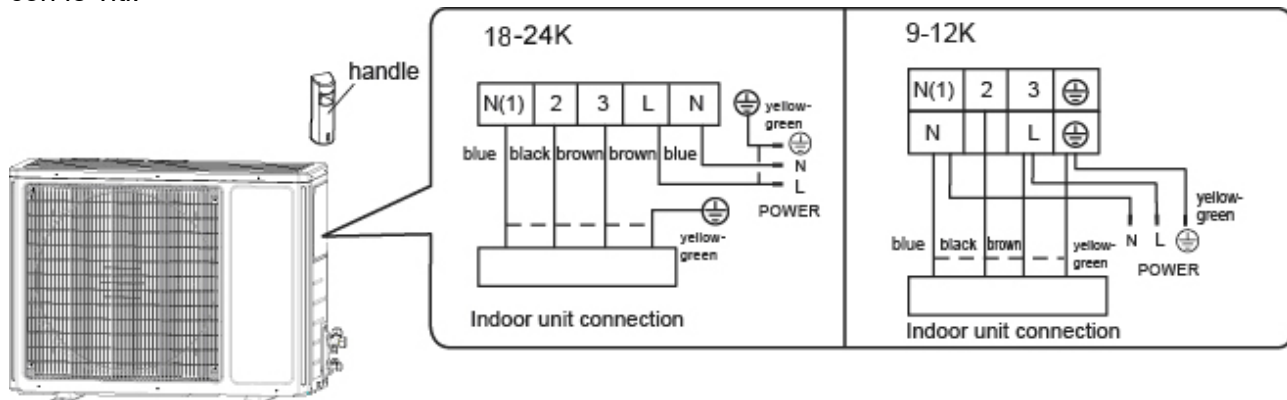 handle
18-24K
N(1) 2 3 L N
yellow-
green
blue black brown brown blue
N
L
POWER
yellow-
green
Indoor unit connection
9-12K
N(1) 2 3
N L
yellow-
green
blue black brown yellow-
green
N L
POWER
Indoor unit connection